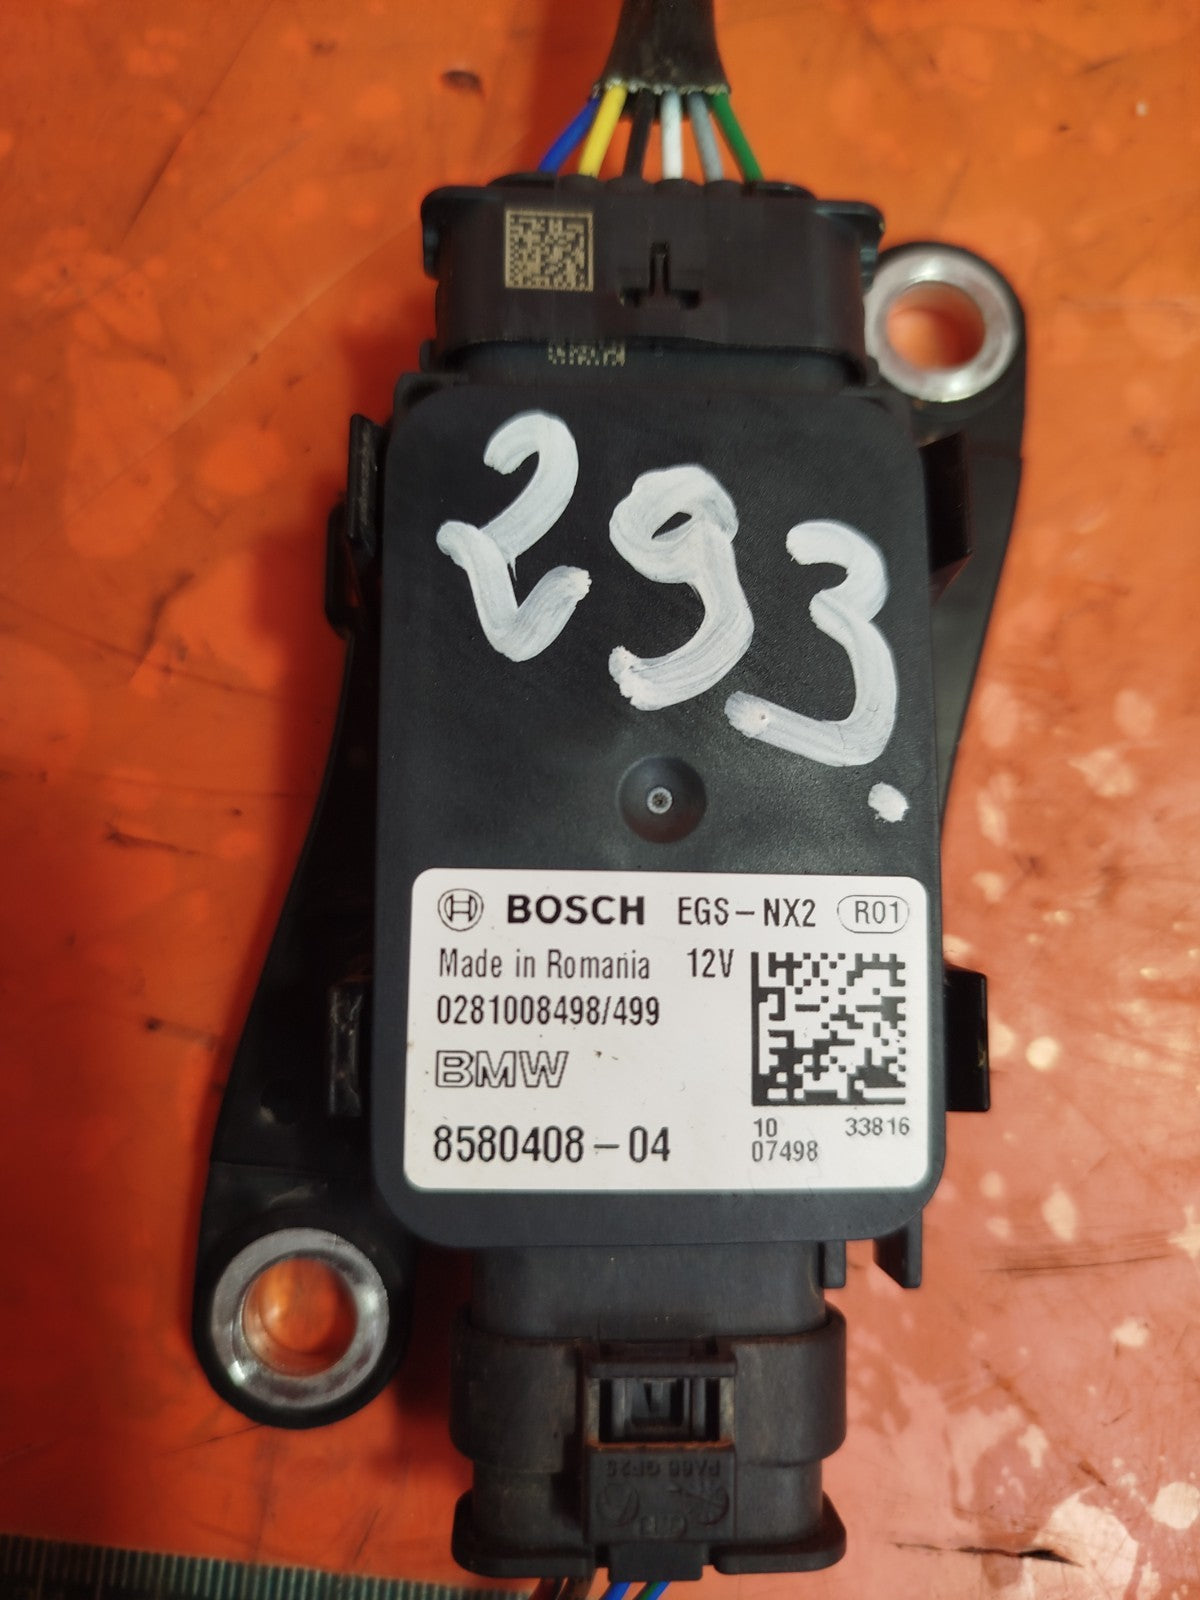 293.
BOSCH EGS-NX2 R01
Made in Romania 12V
0281008498/499
BMW
8580408-04
10 33816
07498